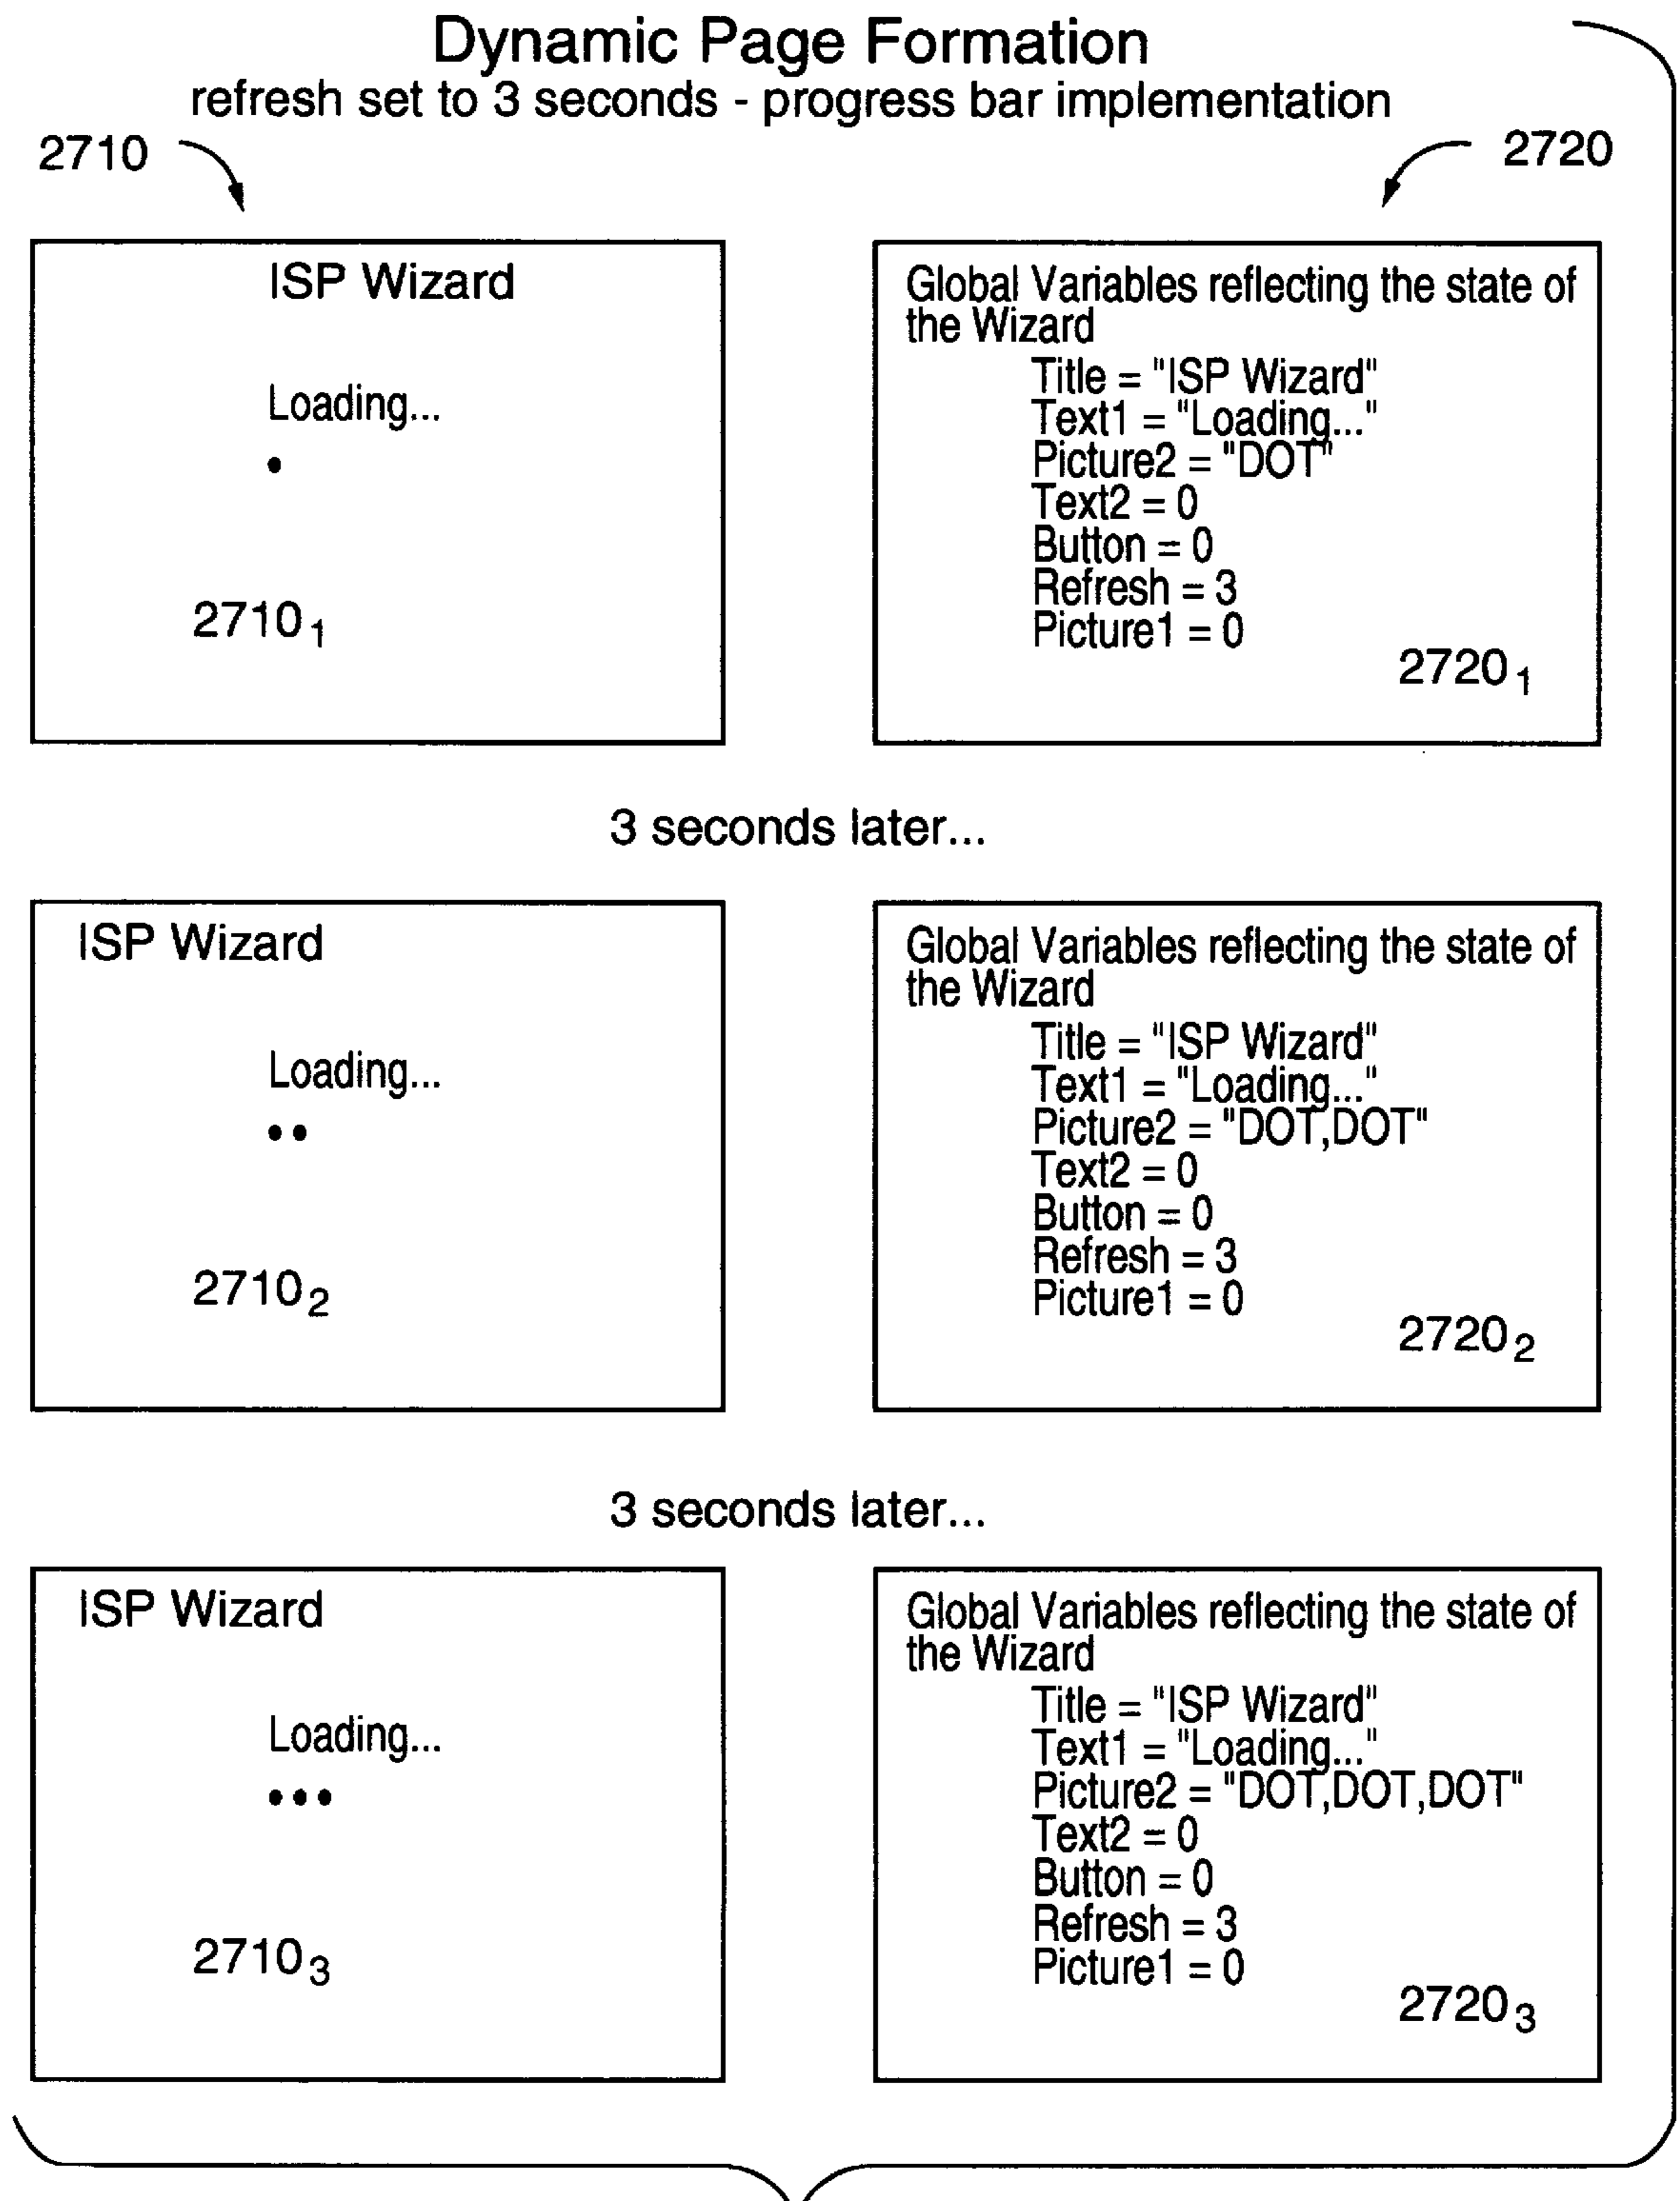 Dynamic Page Formation
refresh set to 3 seconds - progress bar implementation
2710
2720
ISP Wizard
Loading...
•
2710₁
Global Variables reflecting the state of
the Wizard
Title = "ISP Wizard"
Text1 = "Loading..."
Picture2 = "DOT"
Text2 = 0
Button = 0
Refresh = 3
Picture1 = 0
2720₁
3 seconds later...
ISP Wizard
Loading...
••
2710₂
Global Variables reflecting the state of
the Wizard
Title = "ISP Wizard"
Text1 = "Loading..."
Picture2 = "DOT,DOT"
Text2 = 0
Button = 0
Refresh = 3
Picture1 = 0
2720₂
3 seconds later...
ISP Wizard
Loading...
•••
2710₃
Global Variables reflecting the state of
the Wizard
Title = "ISP Wizard"
Text1 = "Loading..."
Picture2 = "DOT,DOT,DOT"
Text2 = 0
Button = 0
Refresh = 3
Picture1 = 0
2720₃